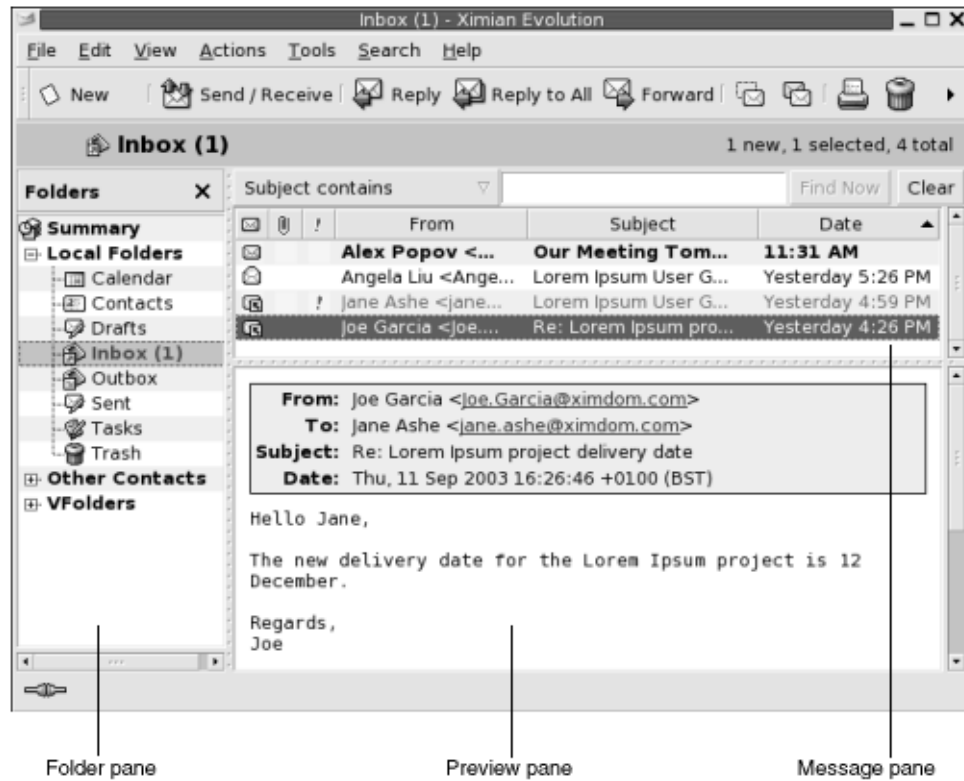 Inbox (1) - Ximian Evolution
File Edit View Actions Tools Search Help
New Send / Receive Reply Reply to All Forward
Inbox (1) 1 new, 1 selected, 4 total
Folders Subject contains Find Now Clear
Summary
Local Folders
Calendar
Contacts
Drafts
Inbox (1)
Outbox
Sent
Tasks
Trash
Other Contacts
VFolders
! From Subject Date
Alex Popov <... Our Meeting Tom... 11:31 AM
Angela Liu <Ange... Lorem Ipsum User G... Yesterday 5:26 PM
! Jane Ashe <jane... Lorem Ipsum User G... Yesterday 4:59 PM
Joe Garcia <Joe.... Re: Lorem Ipsum pro... Yesterday 4:26 PM
From: Joe Garcia <Joe.Garcia@ximdom.com>
To: Jane Ashe <jane.ashe@ximdom.com>
Subject: Re: Lorem Ipsum project delivery date
Date: Thu, 11 Sep 2003 16:26:46 +0100 (BST)
Hello Jane,
The new delivery date for the Lorem Ipsum project is 12
December.
Regards,
Joe
Folder pane Preview pane Message pane